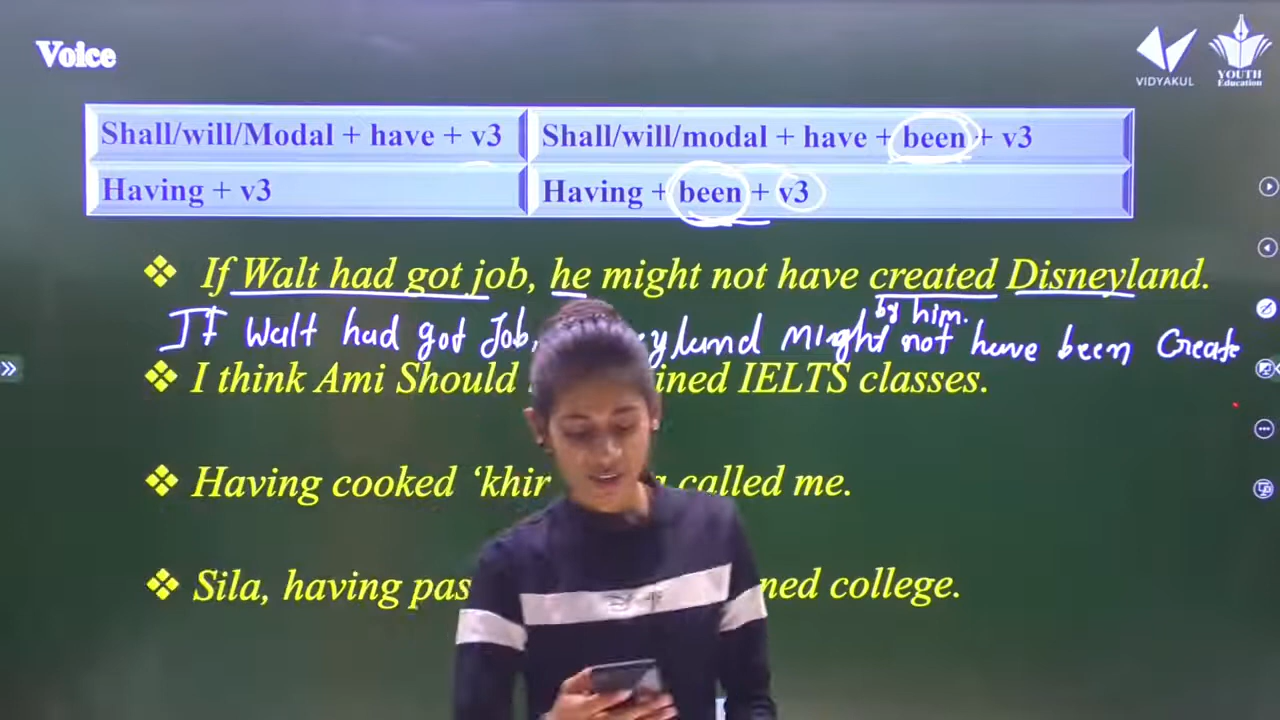 Voice
VIDYAKUL
YOUTH
Education
Shall/will/Modal + have + v3
Shall/will/modal + have + been + v3
Having + v3
Having + been + v3
❖ If Walt had got job, he might not have created Disneyland.
by him.
If Walt had got Job, yland Might not have been Create
❖ I think Ami Should ined IELTS classes.
❖ Having cooked ‘khir called me.
❖ Sila, having pas ned college.